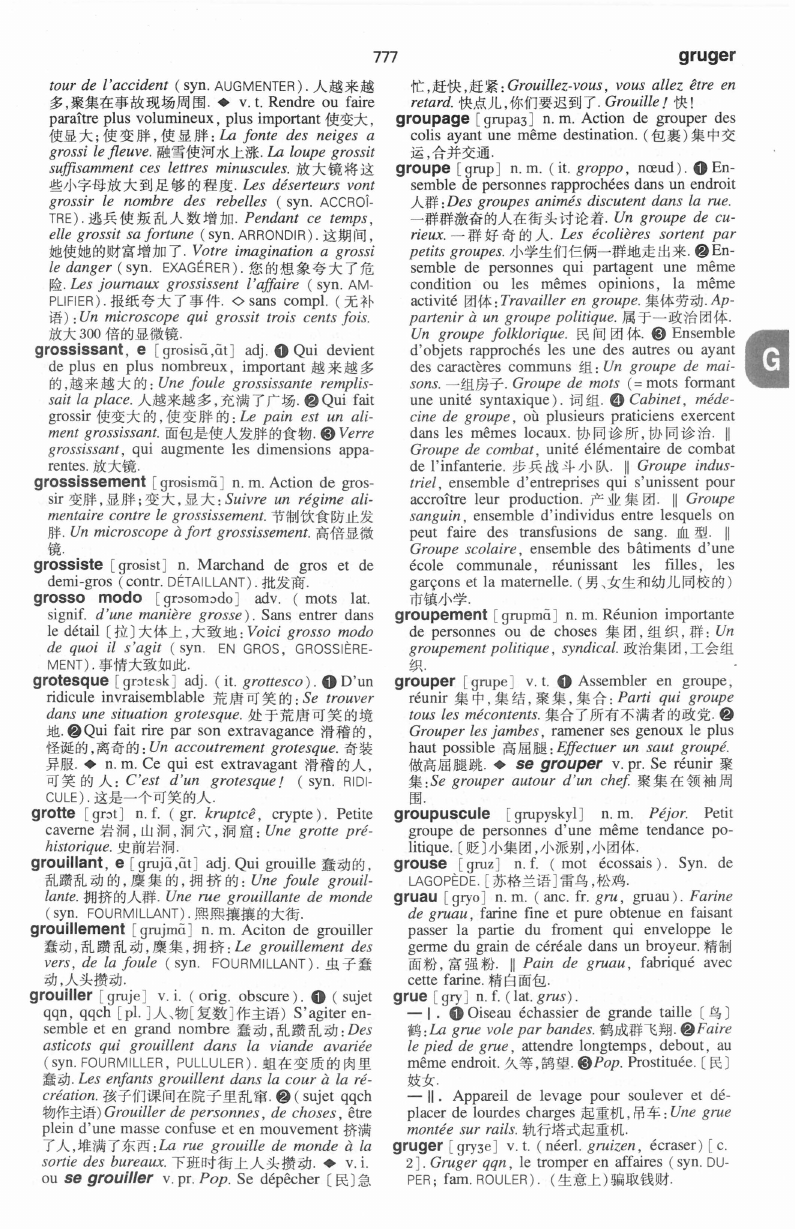 777
gruger
tour de l'accident ( syn. AUGMENTER ) . 人越来越
多,聚集在事故现场周围. ◆ v. t. Rendre ou faire
paraître plus volumineux, plus important 使变大,
使显大; 使变胖, 使显胖: La fonte des neiges a
grossi le fleuve. 融雪使河水上涨. La loupe grossit
suffisamment ces lettres minuscules. 放大镜将这
些小字母放大到足够的程度. Les déserteurs vont
grossir le nombre des rebelles ( syn. ACCROÎ-
TRE ) . 逃兵使叛乱人数增加. Pendant ce temps,
elle grossit sa fortune ( syn. ARRONDIR ) . 这期间,
她使她的财富增加了. Votre imagination a grossi
le danger ( syn. EXAGÉRER ) . 您的想象夸大了危
险. Les journaux grossissent l'affaire ( syn. AM-
PLIFIER ) . 报纸夸大了事件. ◇ sans compl. ( 无补
语 ) : Un microscope qui grossit trois cents fois.
放大 300 倍的显微镜.
grossissant, e [ grosisɑ̃,ɑ̃t ] adj. ❶ Qui devient
de plus en plus nombreux, important 越来越多
的,越来越大的: Une foule grossissante remplis-
sait la place. 人越来越多,充满了广场. ❷ Qui fait
grossir 使变大的,使变胖的: Le pain est un ali-
ment grossissant. 面包是使人发胖的食物. ❸ Verre
grossissant, qui augmente les dimensions appa-
rentes. 放大镜.
grossissement [ grosismɑ̃ ] n. m. Action de gros-
sir 变胖,显胖;变大,显大: Suivre un régime ali-
mentaire contre le grossissement. 节制饮食防止发
胖. Un microscope à fort grossissement. 高倍显微
镜.
grossiste [ grosist ] n. Marchand de gros et de
demi-gros ( contr. DÉTAILLANT ) . 批发商.
grosso modo [ grɔsomɔdo ] adv. ( mots lat.
signif. d'une manière grosse ) . Sans entrer dans
le détail 〔拉〕大体上,大致地: Voici grosso modo
de quoi il s'agit ( syn. EN GROS, GROSSIÈRE-
MENT ) . 事情大致如此.
grotesque [ grɔtɛsk ] adj. ( it. grottesco ) . ❶ D'un
ridicule invraisemblable 荒唐可笑的: Se trouver
dans une situation grotesque. 处于荒唐可笑的境
地. ❷ Qui fait rire par son extravagance 滑稽的,
怪诞的,离奇的: Un accoutrement grotesque. 奇装
异服. ◆ n. m. Ce qui est extravagant 滑稽的人,
可笑的人: C'est d'un grotesque ! ( syn. RIDI-
CULE ) . 这是一个可笑的人.
grotte [ grɔt ] n. f. ( gr. kruptcê, crypte ) . Petite
caverne 岩洞,山洞,洞穴,洞窟: Une grotte pré-
historique. 史前岩洞.
grouillant, e [ grujɑ̃,ɑ̃t ] adj. Qui grouille 蠢动的,
乱躜乱动的,麇集的,拥挤的: Une foule grouil-
lante. 拥挤的人群. Une rue grouillante de monde
( syn. FOURMILLANT ) . 熙熙攘攘的大街.
grouillement [ grujmɑ̃ ] n. m. Aciton de grouiller
蠢动,乱躜乱动,麇集,拥挤: Le grouillement des
vers, de la foule ( syn. FOURMILLANT ) . 虫子蠢
动,人头攒动.
grouiller [ gruje ] v. i. ( orig. obscure ) . ❶ ( sujet
qqn, qqch [ pl. ]人、物[复数]作主语) S'agiter en-
semble et en grand nombre 蠢动,乱躜乱动: Des
asticots qui grouillent dans la viande avariée
( syn. FOURMILLER, PULLULER ) . 蛆在变质的肉里
蠢动. Les enfants grouillent dans la cour à la ré-
création. 孩子们课间在院子里乱窜. ❷ ( sujet qqch
物作主语) Grouiller de personnes, de choses, être
plein d'une masse confuse et en mouvement 挤满
了人,堆满了东西: La rue grouille de monde à la
sortie des bureaux. 下班时街上人头攒动. ◆ v. i.
ou se grouiller v. pr. Pop. Se dépêcher 〔民〕急
忙,赶快,赶紧: Grouillez-vous, vous allez être en
retard. 快点儿,你们要迟到了. Grouille ! 快!
groupage [ grupaʒ ] n. m. Action de grouper des
colis ayant une même destination. (包裹)集中交
运,合并交通.
groupe [ grup ] n. m. ( it. groppo, nœud ) . ❶ En-
semble de personnes rapprochées dans un endroit
人群: Des groupes animés discutent dans la rue.
一群群激奋的人在街头讨论着. Un groupe de cu-
rieux. 一群好奇的人. Les écolières sortent par
petits groupes. 小学生们仨俩一群地走出来. ❷ En-
semble de personnes qui partagent une même
condition ou les mêmes opinions, la même
activité 团体: Travailler en groupe. 集体劳动. Ap-
partenir à un groupe politique. 属于一政治团体.
Un groupe folklorique. 民间团体. ❸ Ensemble
d'objets rapprochés les une des autres ou ayant
des caractères communs 组: Un groupe de mai-
sons. 一组房子. Groupe de mots ( = mots formant
une unité syntaxique ) . 词组. ❹ Cabinet, méde-
cine de groupe, où plusieurs praticiens exercent
dans les mêmes locaux. 协同诊所,协同诊治. ‖
Groupe de combat, unité élémentaire de combat
de l'infanterie. 步兵战斗小队. ‖ Groupe indus-
triel, ensemble d'entreprises qui s'unissent pour
accroître leur production. 产业集团. ‖ Groupe
sanguin, ensemble d'individus entre lesquels on
peut faire des transfusions de sang. 血型. ‖
Groupe scolaire, ensemble des bâtiments d'une
école communale, réunissant les filles, les
garçons et la maternelle. (男、女生和幼儿同校的)
市镇小学.
groupement [ grupmɑ̃ ] n. m. Réunion importante
de personnes ou de choses 集团,组织,群: Un
groupement politique, syndical. 政治集团,工会组
织.
grouper [ grupe ] v. t. ❶ Assembler en groupe,
réunir 集中,集结,聚集,集合: Parti qui groupe
tous les mécontents. 集合了所有不满者的政党. ❷
Grouper les jambes, ramener ses genoux le plus
haut possible 高屈腿: Effectuer un saut groupé.
做高屈腿跳. ◆ se grouper v. pr. Se réunir 聚
集: Se grouper autour d'un chef. 聚集在领袖周
围.
groupuscule [ grupyskyl ] n. m. Péjor. Petit
groupe de personnes d'une même tendance po-
litique. 〔贬〕小集团,小派别,小团体.
grouse [ gruz ] n. f. ( mot écossais ) . Syn. de
LAGOPÈDE. [ 苏格兰语 ] 雷鸟,松鸡.
gruau [ gryo ] n. m. ( anc. fr. gru, gruau ) . Farine
de gruau, farine fine et pure obtenue en faisant
passer la partie du froment qui enveloppe le
germe du grain de céréale dans un broyeur. 精制
面粉,富强粉. ‖ Pain de gruau, fabriqué avec
cette farine. 精白面包.
grue [ gry ] n. f. ( lat. grus ) .
— I. ❶ Oiseau échassier de grande taille [ 鸟 ]
鹤: La grue vole par bandes. 鹤成群飞翔. ❷ Faire
le pied de grue, attendre longtemps, debout, au
même endroit. 久等,鹄望. ❸ Pop. Prostituée. 〔民〕
妓女.
— II. Appareil de levage pour soulever et dé-
placer de lourdes charges 起重机,吊车: Une grue
montée sur rails. 轨行塔式起重机.
gruger [ gryʒe ] v. t. ( néerl. gruizen, écraser ) [ c.
2 ] . Gruger qqn, le tromper en affaires ( syn. DU-
PER ; fam. ROULER ) . (生意上)骗取钱财.
G